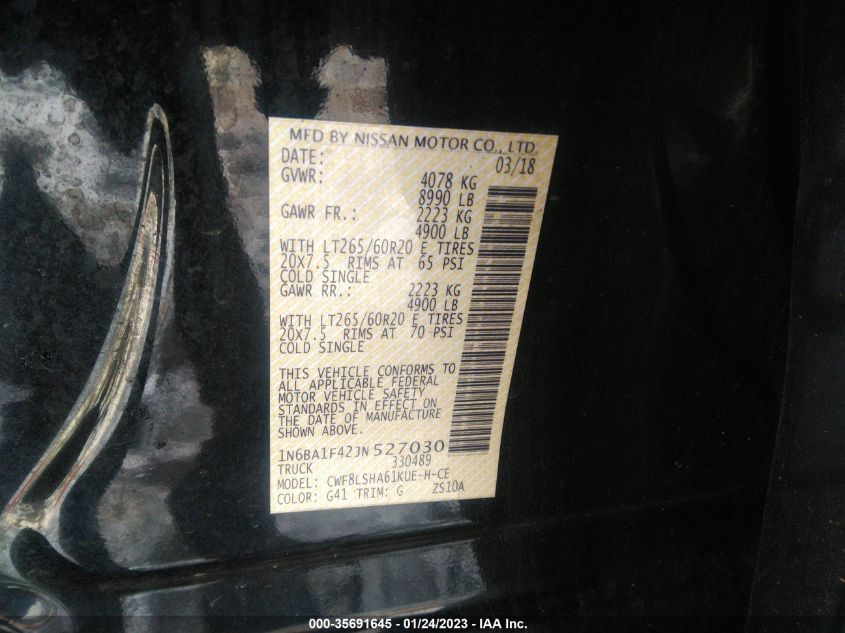 MFD BY NISSAN MOTOR CO., LTD.
DATE: 03/18
GVWR: 4078 KG
8990 LB
GAWR FR.: 2223 KG
4900 LB
WITH LT265/60R20 E TIRES
20X7.5 RIMS AT 65 PSI
COLD SINGLE
GAWR RR.: 2223 KG
4900 LB
WITH LT265/60R20 E TIRES
20X7.5 RIMS AT 70 PSI
COLD SINGLE
THIS VEHICLE CONFORMS TO
ALL APPLICABLE FEDERAL
MOTOR VEHICLE SAFETY
STANDARDS IN EFFECT ON
THE DATE OF MANUFACTURE
SHOWN ABOVE.
1N6BA1F42JN527030
TRUCK 330489
MODEL: CWF8LSHA61KUE-H-CE
COLOR: G41 TRIM: G ZS10A
000-35691645 - 01/24/2023 - IAA Inc.